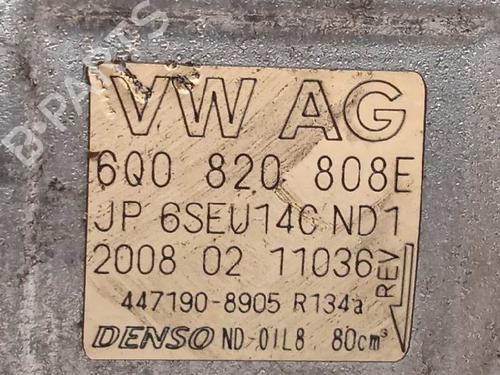 VW AG
6Q0 820 808E
JP 6SEU14C ND1
2008 02 11036
REV
447190-8905 R134a
DENSO ND-OIL8 80cm³